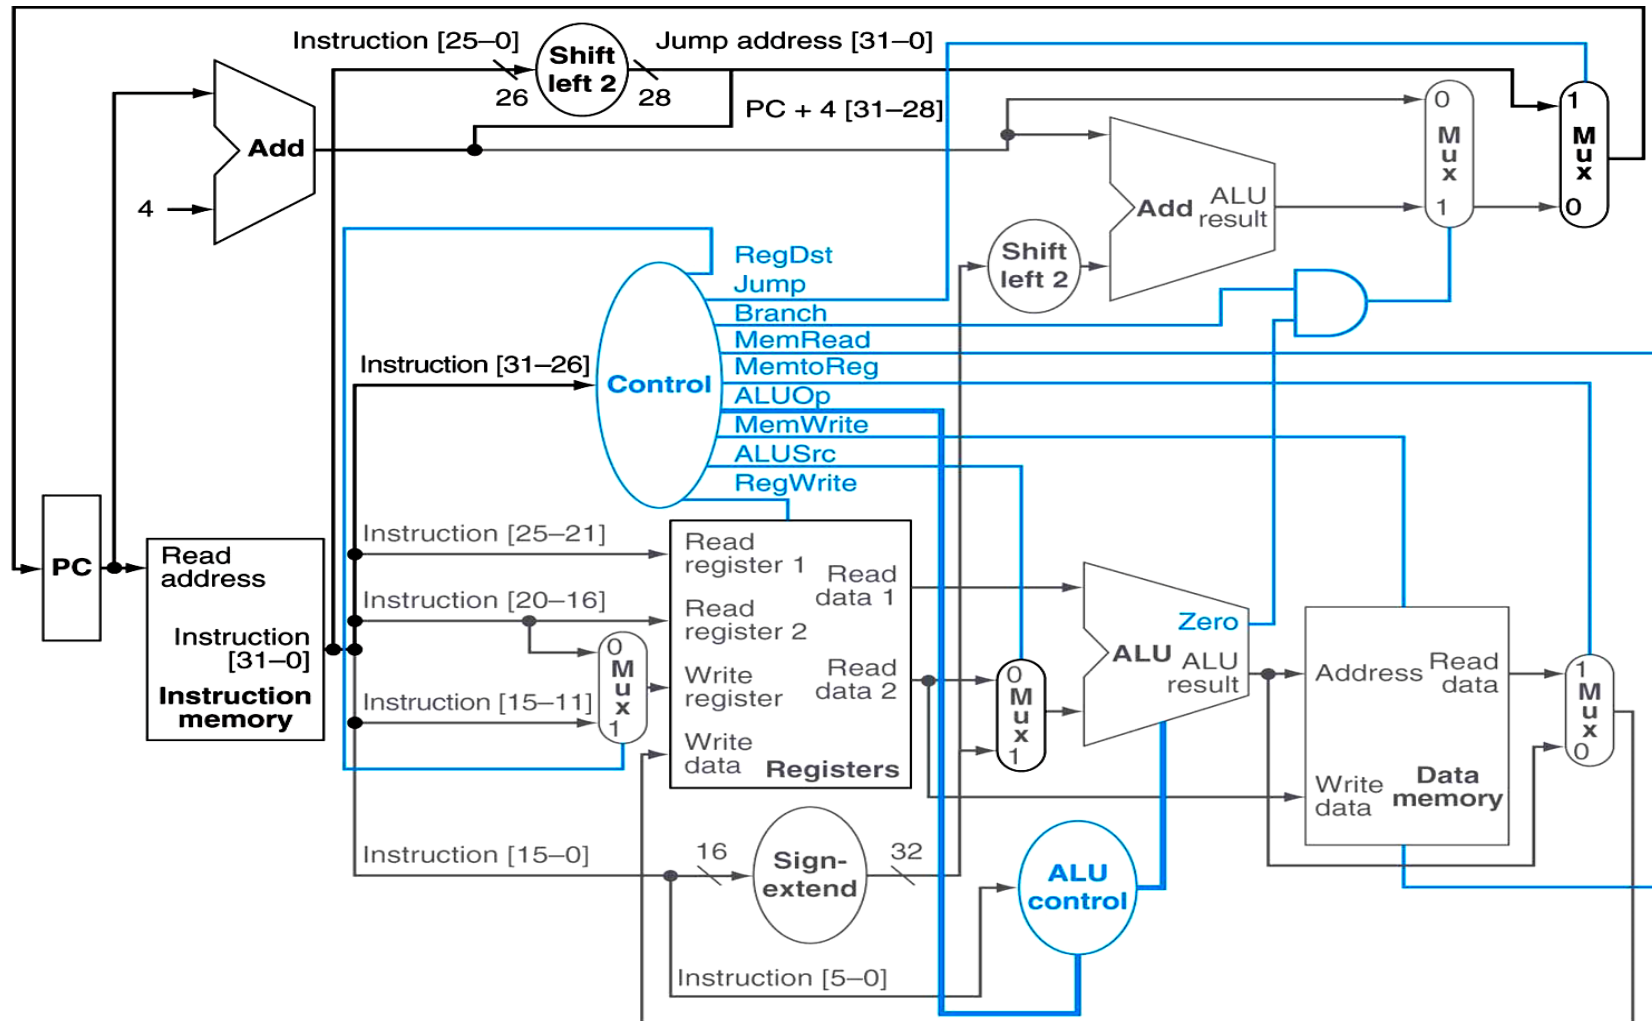 Instruction [25–0]
Shift
left 2
Jump address [31–0]
26
28
PC + 4 [31–28]
Add
4
0
M
u
x
1
1
M
u
x
0
Add
ALU
result
Shift
left 2
RegDst
Jump
Branch
MemRead
MemtoReg
ALUOp
MemWrite
ALUSrc
RegWrite
Control
Instruction [31–26]
PC
Read
address
Instruction
[31–0]
Instruction
memory
Instruction [25–21]
Instruction [20–16]
Instruction [15–11]
0
M
u
x
1
Read
register 1
Read
register 2
Write
register
Write
data
Read
data 1
Read
data 2
Registers
0
M
u
x
1
Zero
ALU
ALU
result
Address
Read
data
Write
data
Data
memory
1
M
u
x
0
Instruction [15–0]
16
Sign-
extend
32
ALU
control
Instruction [5–0]